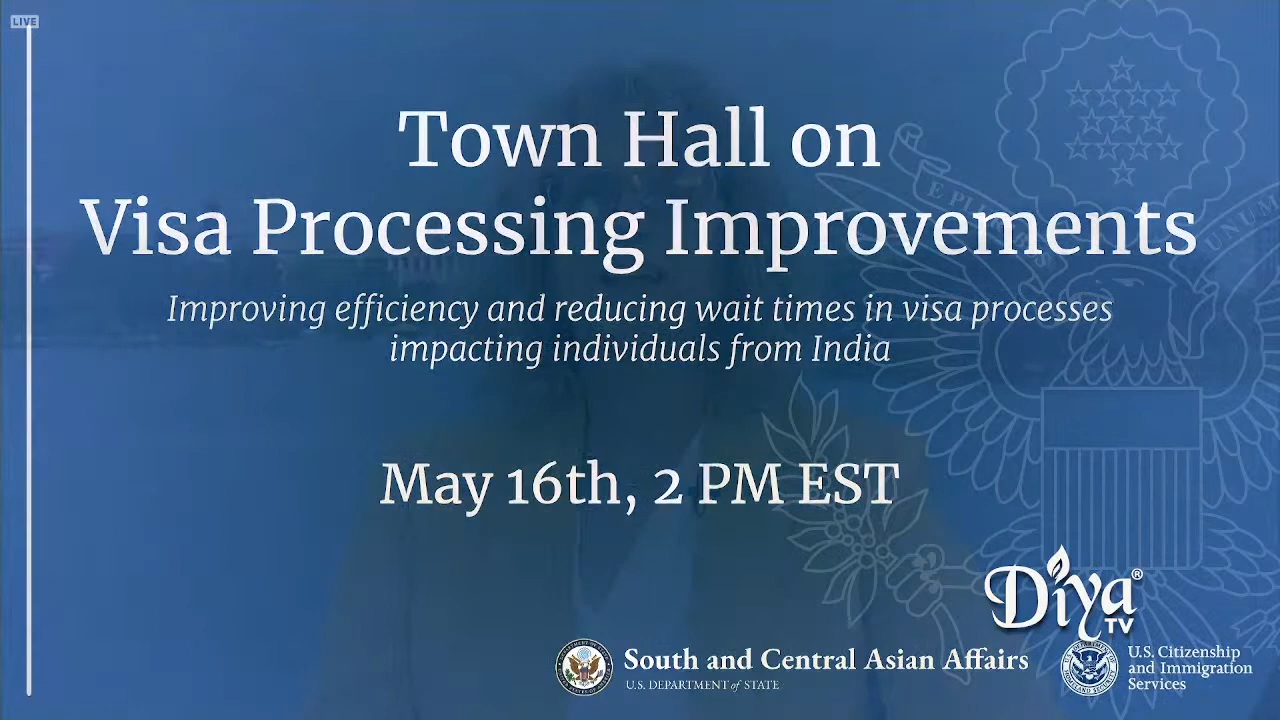 LIVE
Town Hall on
Visa Processing Improvements
Improving efficiency and reducing wait times in visa processes
impacting individuals from India
May 16th, 2 PM EST
Diya®
TV
South and Central Asian Affairs
U.S. DEPARTMENT of STATE
U.S. Citizenship
and Immigration
Services